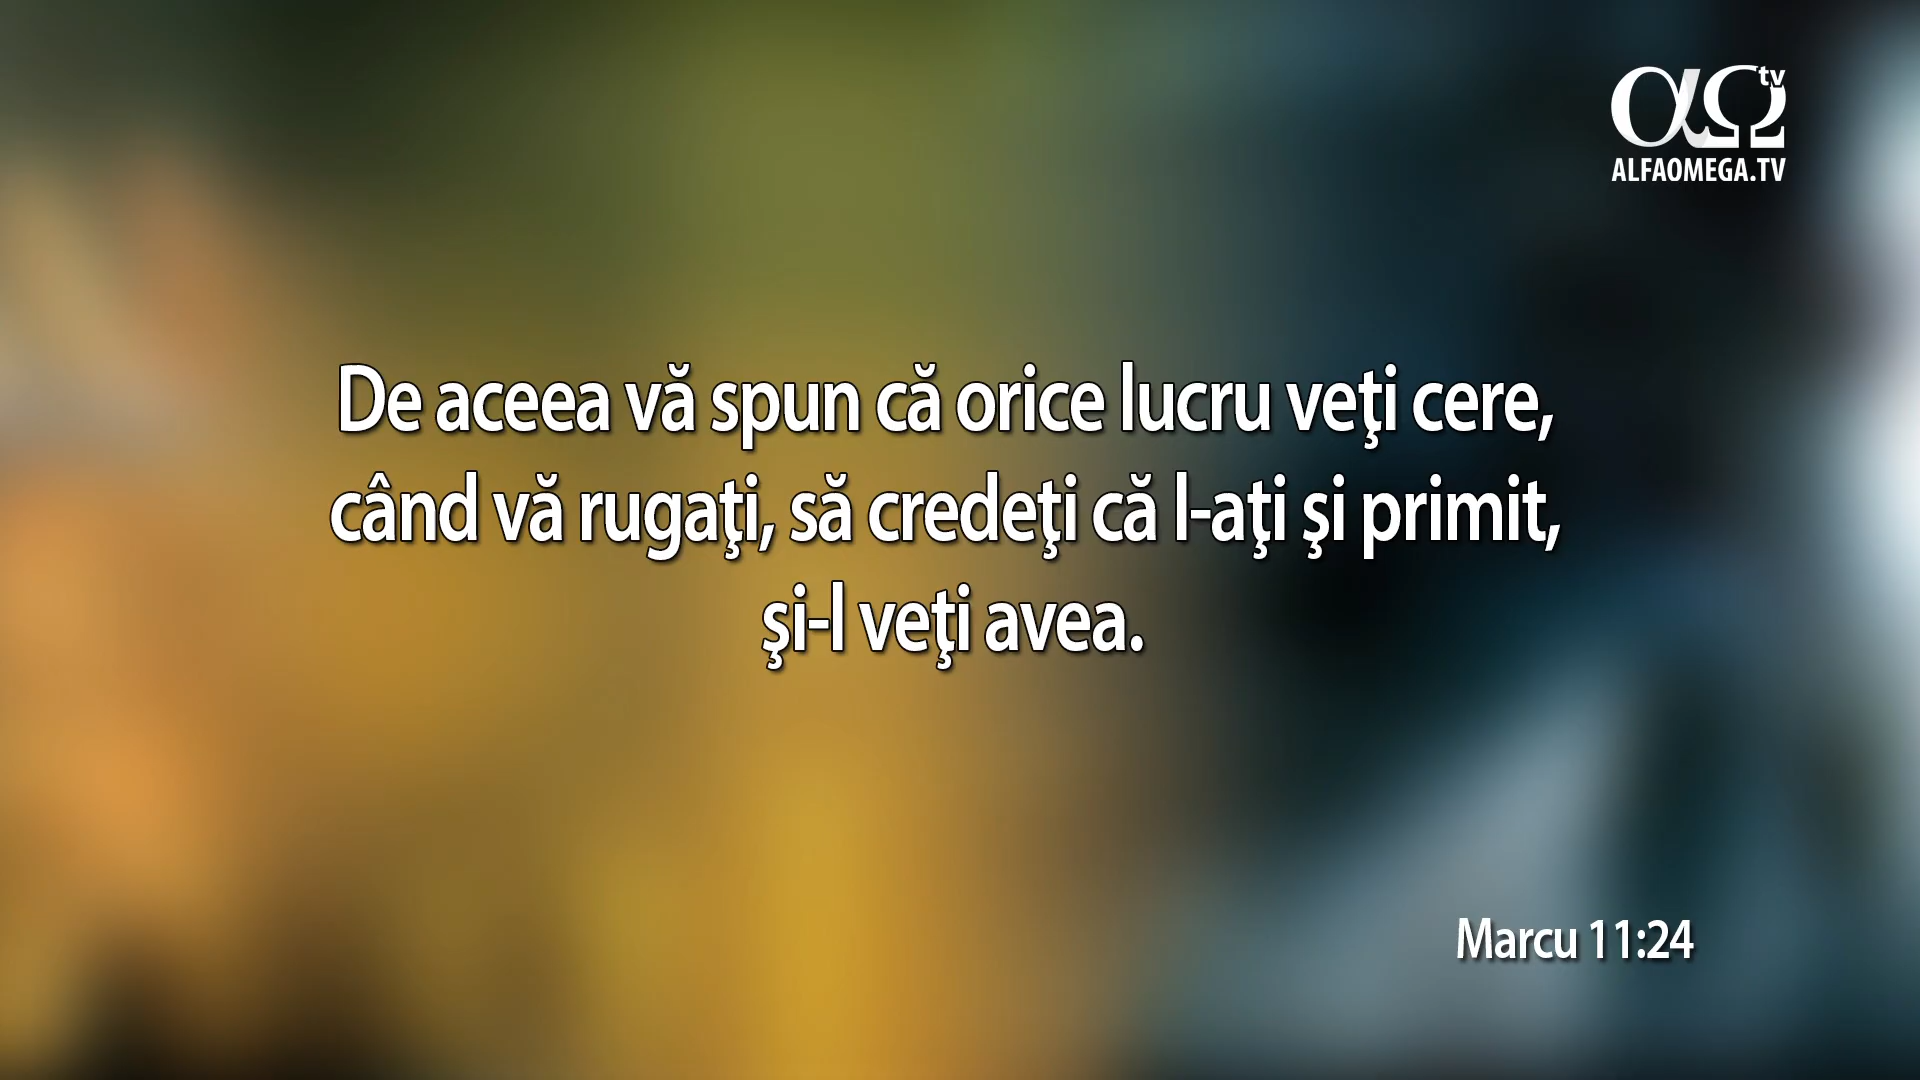 αΩ tv
ALFAOMEGA.TV
De aceea vă spun că orice lucru veţi cere,
când vă rugaţi, să credeţi că l-aţi şi primit,
şi-l veţi avea.
Marcu 11:24